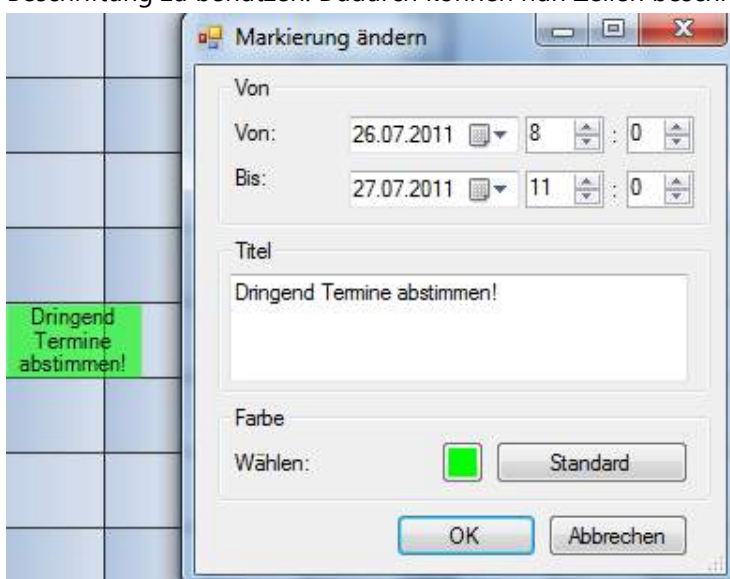 Markierung ändern
Von
Von: 26.07.2011 8 : 0
Bis: 27.07.2011 11 : 0
Titel
Dringend Termine abstimmen!
Dringend
Termine
abstimmen!
Farbe
Wählen: Standard
OK Abbrechen